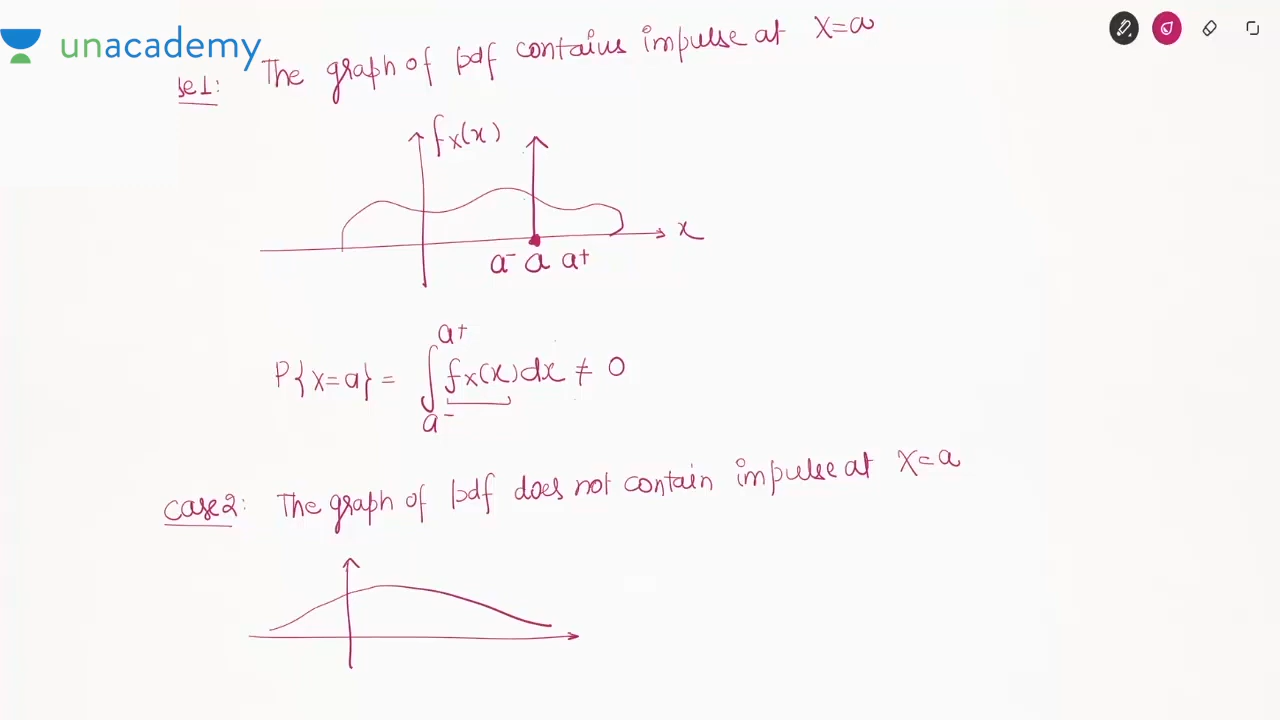 unacademy
se1: The graph of pdf contains impulse at X=a
fx(x)
x
a⁻ a a⁺
a⁺
P{x=a} = ∫ fx(x)dx ≠ 0
a⁻
Case2: The graph of pdf does not contain impulse at X=a